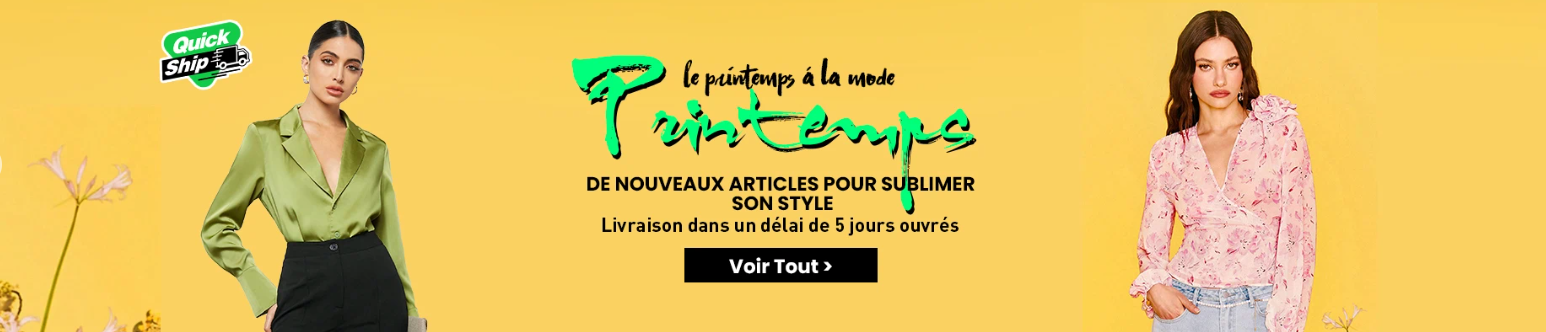 Quick
Ship
le printemps á la mode
Printemps
DE NOUVEAUX ARTICLES POUR SUBLIMER
SON STYLE
Livraison dans un délai de 5 jours ouvrés
Voir Tout >